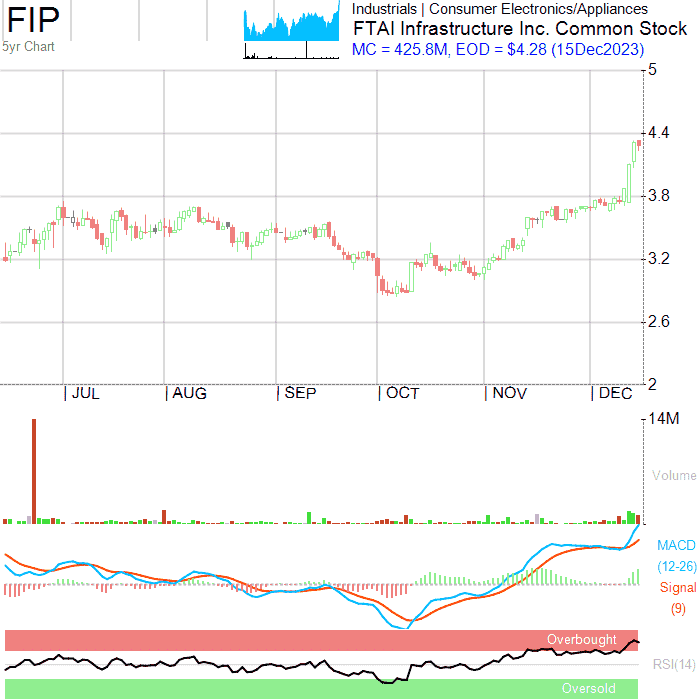 FIP
5yr Chart
Industrials | Consumer Electronics/Appliances
FTAI Infrastructure Inc. Common Stock
MC = 425.8M, EOD = $4.28 (15Dec2023)
5
4.4
3.8
3.2
2.6
2
JUL AUG SEP OCT NOV DEC
14M
Volume
MACD
(12-26)
Signal
(9)
Overbought
RSI(14)
Oversold